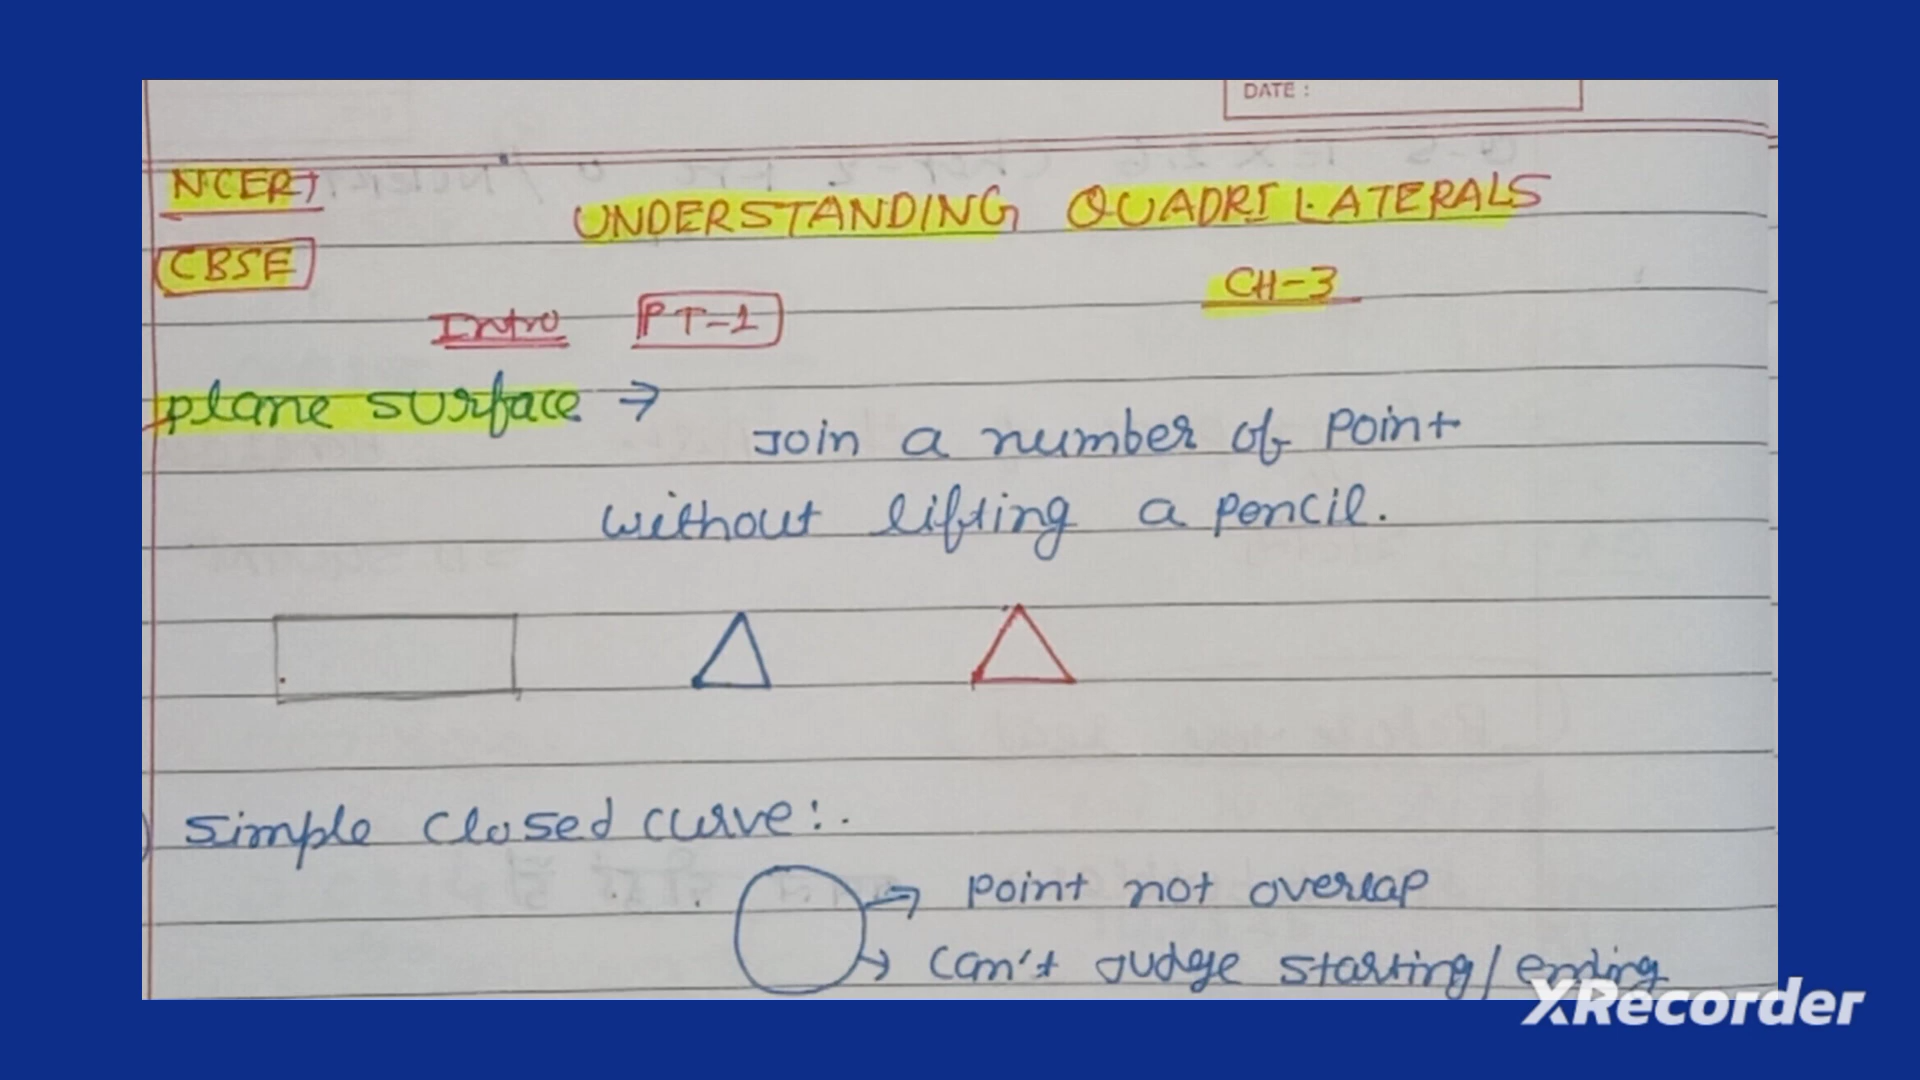 DATE :
NCERT
UNDERSTANDING QUADRILATERALS
CBSE
CH-3
Intro PT-1
plane surface →
Join a number of point
without lifting a pencil.
simple closed curve:.
→ point not overlap
→ can't judge starting/ending
XRecorder